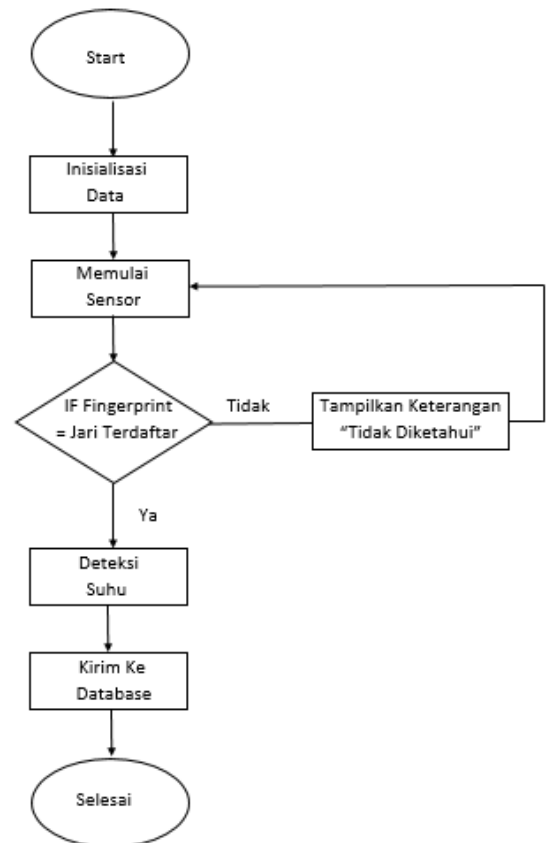 Start
Inisialisasi
Data
Memulai
Sensor
IF Fingerprint
= Jari Terdaftar
Tidak
Tampilkan Keterangan
“Tidak Diketahui”
Ya
Deteksi
Suhu
Kirim Ke
Database
Selesai